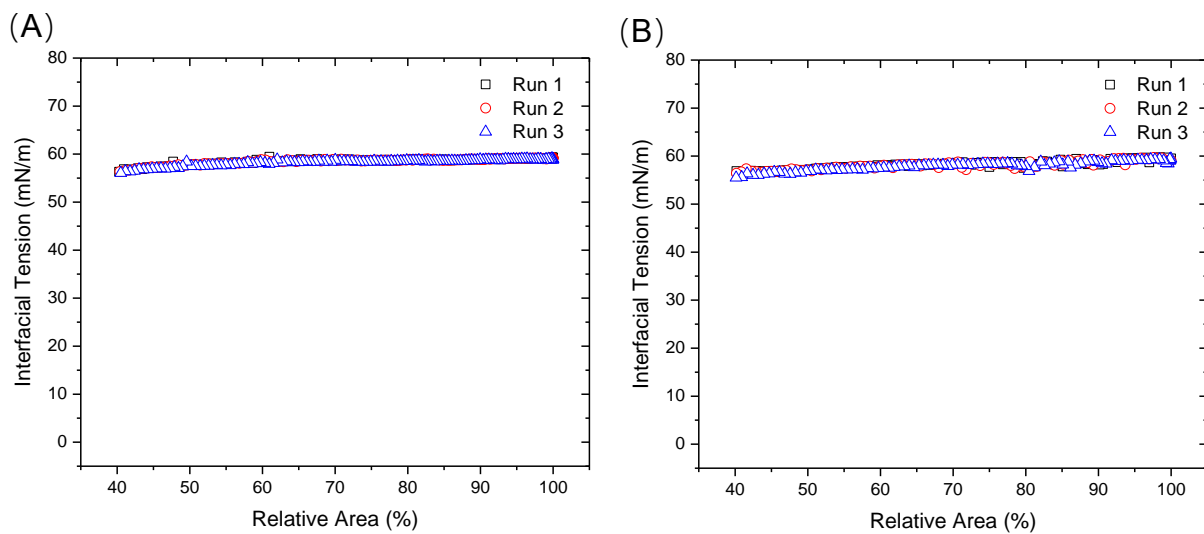 (A)
80
70
60
50
40
30
20
10
0
Interfacial Tension (mN/m)
Run 1
Run 2
Run 3
40 50 60 70 80 90 100
Relative Area (%)
(B)
80
70
60
50
40
30
20
10
0
Interfacial Tension (mN/m)
Run 1
Run 2
Run 3
40 50 60 70 80 90 100
Relative Area (%)